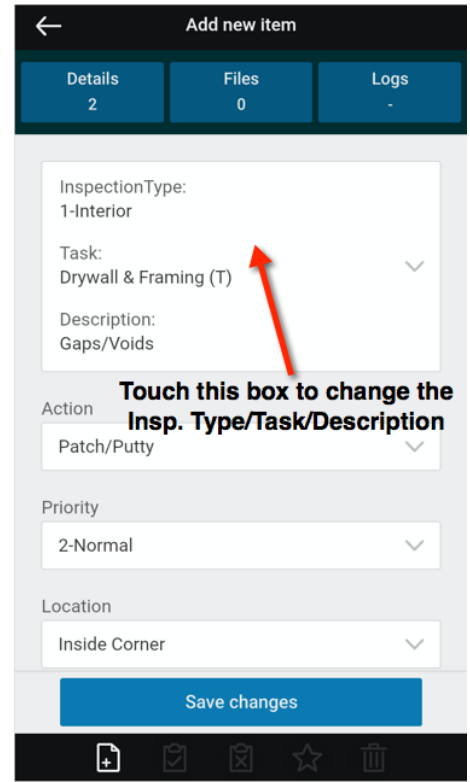 Add new item
Details
2
Files
0
Logs
-
InspectionType:
1-Interior
Task:
Drywall & Framing (T)
Description:
Gaps/Voids
Touch this box to change the
Insp. Type/Task/Description
Action
Patch/Putty
Priority
2-Normal
Location
Inside Corner
Save changes